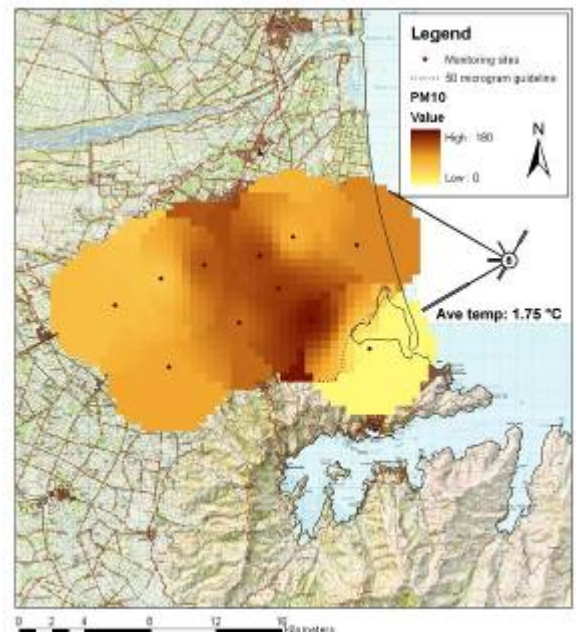 Legend
Monitoring sites
50 microgram guideline
PM10
Value
High : 180
Low : 0
N
Ave temp: 1.75 °C
0 2 4 8 12 16
Kilometers